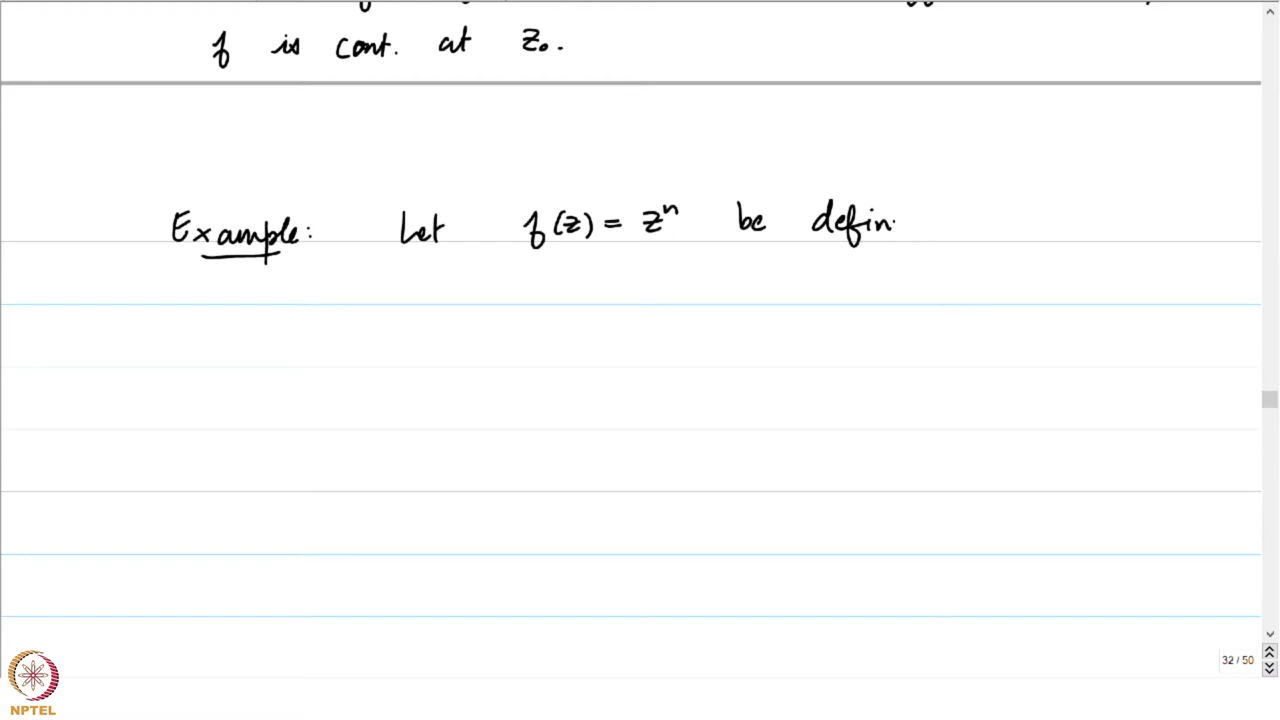 f is cont. at z₀.
Example: Let f(z) = zⁿ be defin
32 / 50
NPTEL